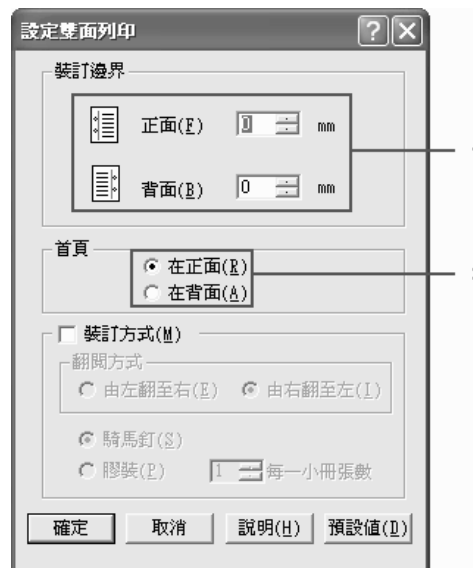 設定雙面列印
裝訂邊界
正面(F) 0 mm
背面(B) 0 mm
首頁
在正面(R)
在背面(A)
裝訂方式(M)
翻閱方式
由左翻至右(E) 由右翻至左(I)
騎馬釘(S)
膠裝(P) 1 每一小冊張數
確定 取消 說明(H) 預設值(D)